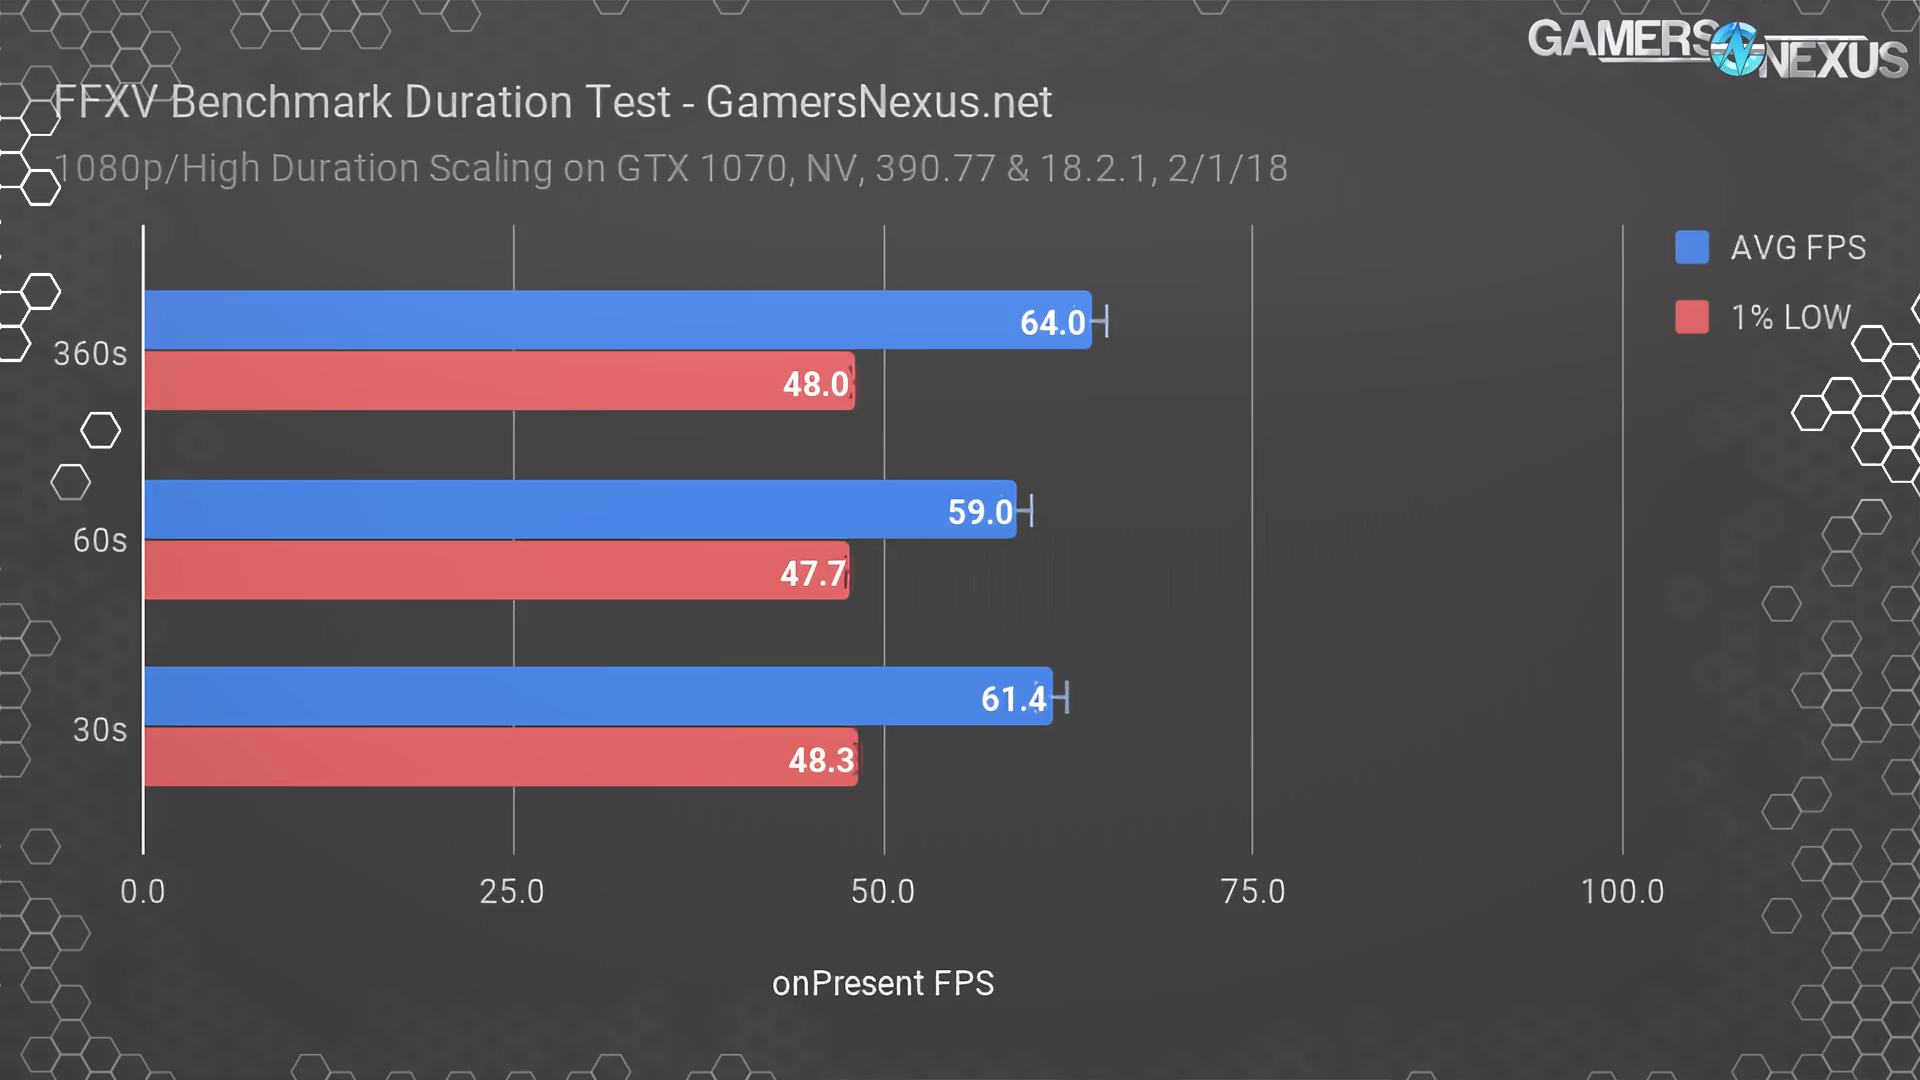 GAMERS NEXUS
FFXV Benchmark Duration Test - GamersNexus.net
1080p/High Duration Scaling on GTX 1070, NV, 390.77 & 18.2.1, 2/1/18
AVG FPS
1% LOW
360s
64.0
48.0
60s
59.0
47.7
30s
61.4
48.3
0.0
25.0
50.0
75.0
100.0
onPresent FPS